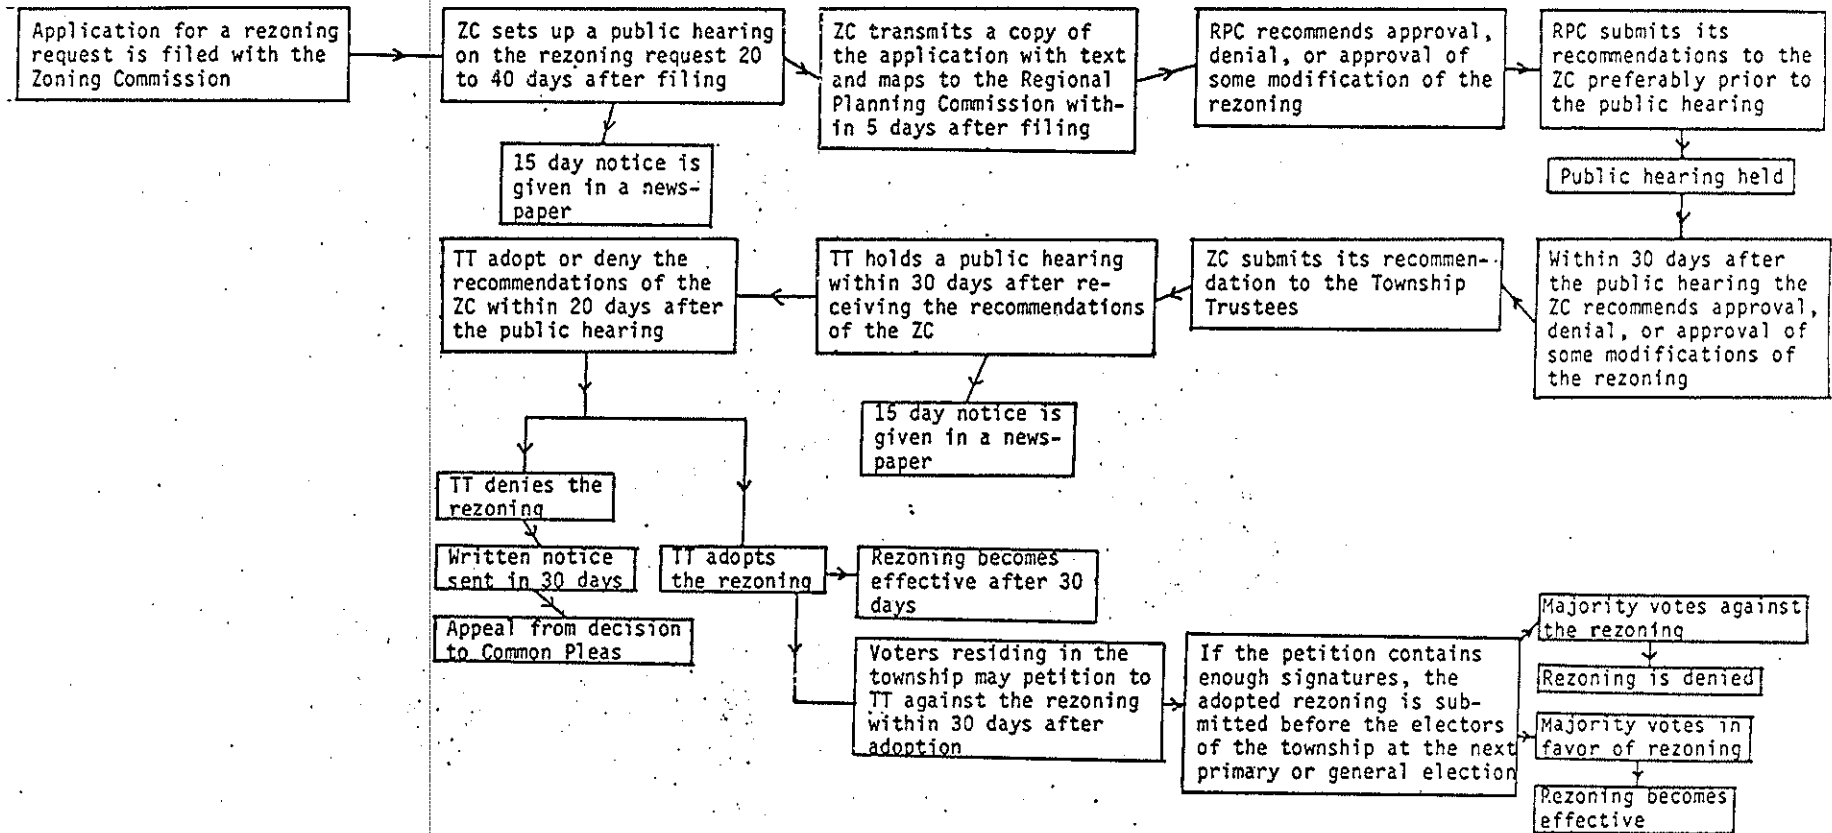 Application for a rezoning
request is filed with the
Zoning Commission
ZC sets up a public hearing
on the rezoning request 20
to 40 days after filing
15 day notice is
given in a news-
paper
ZC transmits a copy of
the application with text
and maps to the Regional
Planning Commission with-
in 5 days after filing
RPC recommends approval,
denial, or approval of
some modification of the
rezoning
RPC submits its
recommendations to the
ZC preferably prior to
the public hearing
Public hearing held
Within 30 days after
the public hearing the
ZC recommends approval,
denial, or approval of
some modifications of
the rezoning
ZC submits its recommen-
dation to the Township
Trustees
TT holds a public hearing
within 30 days after re-
ceiving the recommendations
of the ZC
15 day notice is
given in a news-
paper
TT adopt or deny the
recommendations of the
ZC within 20 days after
the public hearing
TT denies the
rezoning
Written notice
sent in 30 days
Appeal from decision
to Common Pleas
TT adopts
the rezoning
Rezoning becomes
effective after 30
days
Voters residing in the
township may petition to
TT against the rezoning
within 30 days after
adoption
If the petition contains
enough signatures, the
adopted rezoning is sub-
mitted before the electors
of the township at the next
primary or general election
Majority votes against
the rezoning
Rezoning is denied
Majority votes in
favor of rezoning
Rezoning becomes
effective